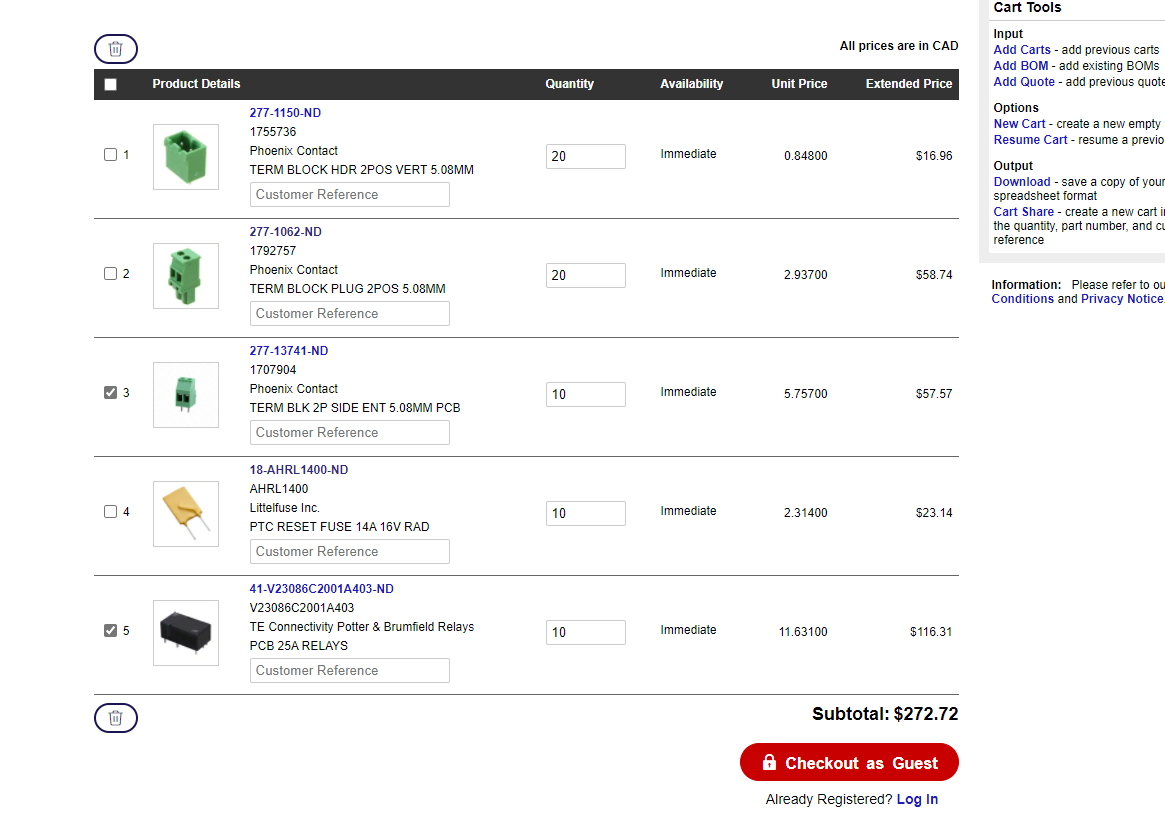 All prices are in CAD
Product Details Quantity Availability Unit Price Extended Price
1
277-1150-ND
1755736
Phoenix Contact
TERM BLOCK HDR 2POS VERT 5.08MM
Customer Reference
20
Immediate
0.84800
$16.96
2
277-1062-ND
1792757
Phoenix Contact
TERM BLOCK PLUG 2POS 5.08MM
Customer Reference
20
Immediate
2.93700
$58.74
3
277-13741-ND
1707904
Phoenix Contact
TERM BLK 2P SIDE ENT 5.08MM PCB
Customer Reference
10
Immediate
5.75700
$57.57
4
18-AHRL1400-ND
AHRL1400
Littelfuse Inc.
PTC RESET FUSE 14A 16V RAD
Customer Reference
10
Immediate
2.31400
$23.14
5
41-V23086C2001A403-ND
V23086C2001A403
TE Connectivity Potter & Brumfield Relays
PCB 25A RELAYS
Customer Reference
10
Immediate
11.63100
$116.31
Subtotal: $272.72
Checkout as Guest
Already Registered? Log In
Cart Tools
Input
Add Carts - add previous carts
Add BOM - add existing BOMs
Add Quote - add previous quote
Options
New Cart - create a new empty
Resume Cart - resume a previo
Output
Download - save a copy of your
spreadsheet format
Cart Share - create a new cart i
the quantity, part number, and cu
reference
Information: Please refer to ou
Conditions and Privacy Notice.